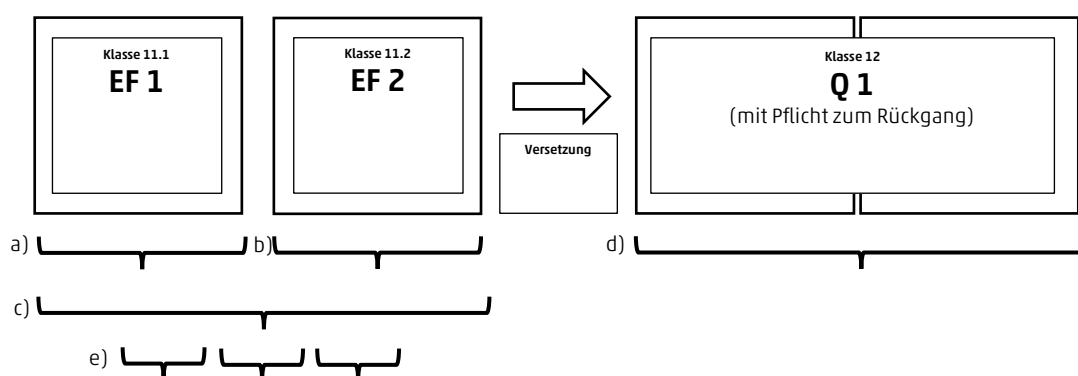 Klasse 11.1
EF 1
Klasse 11.2
EF 2
Versetzung
Klasse 12
Q 1
(mit Pflicht zum Rückgang)
a)
b)
d)
c)
e)